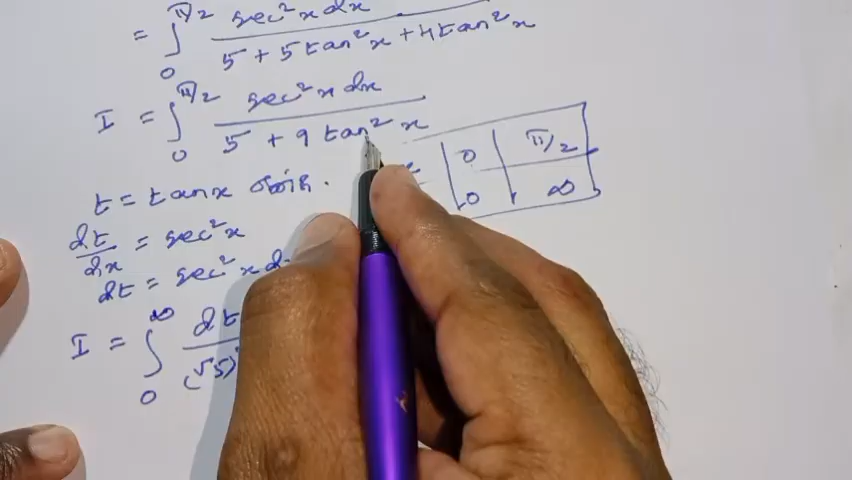 = ∫₀^(π/2) sec²x dx / (5 + 5 tan²x + 4 tan²x)
I = ∫₀^(π/2) sec²x dx / (5 + 9 tan²x)
0 | π/2
0 | ∞
t = tanx
dt/dx = sec²x
dt = sec²x
I = ∫₀^∞ dt / (√5)